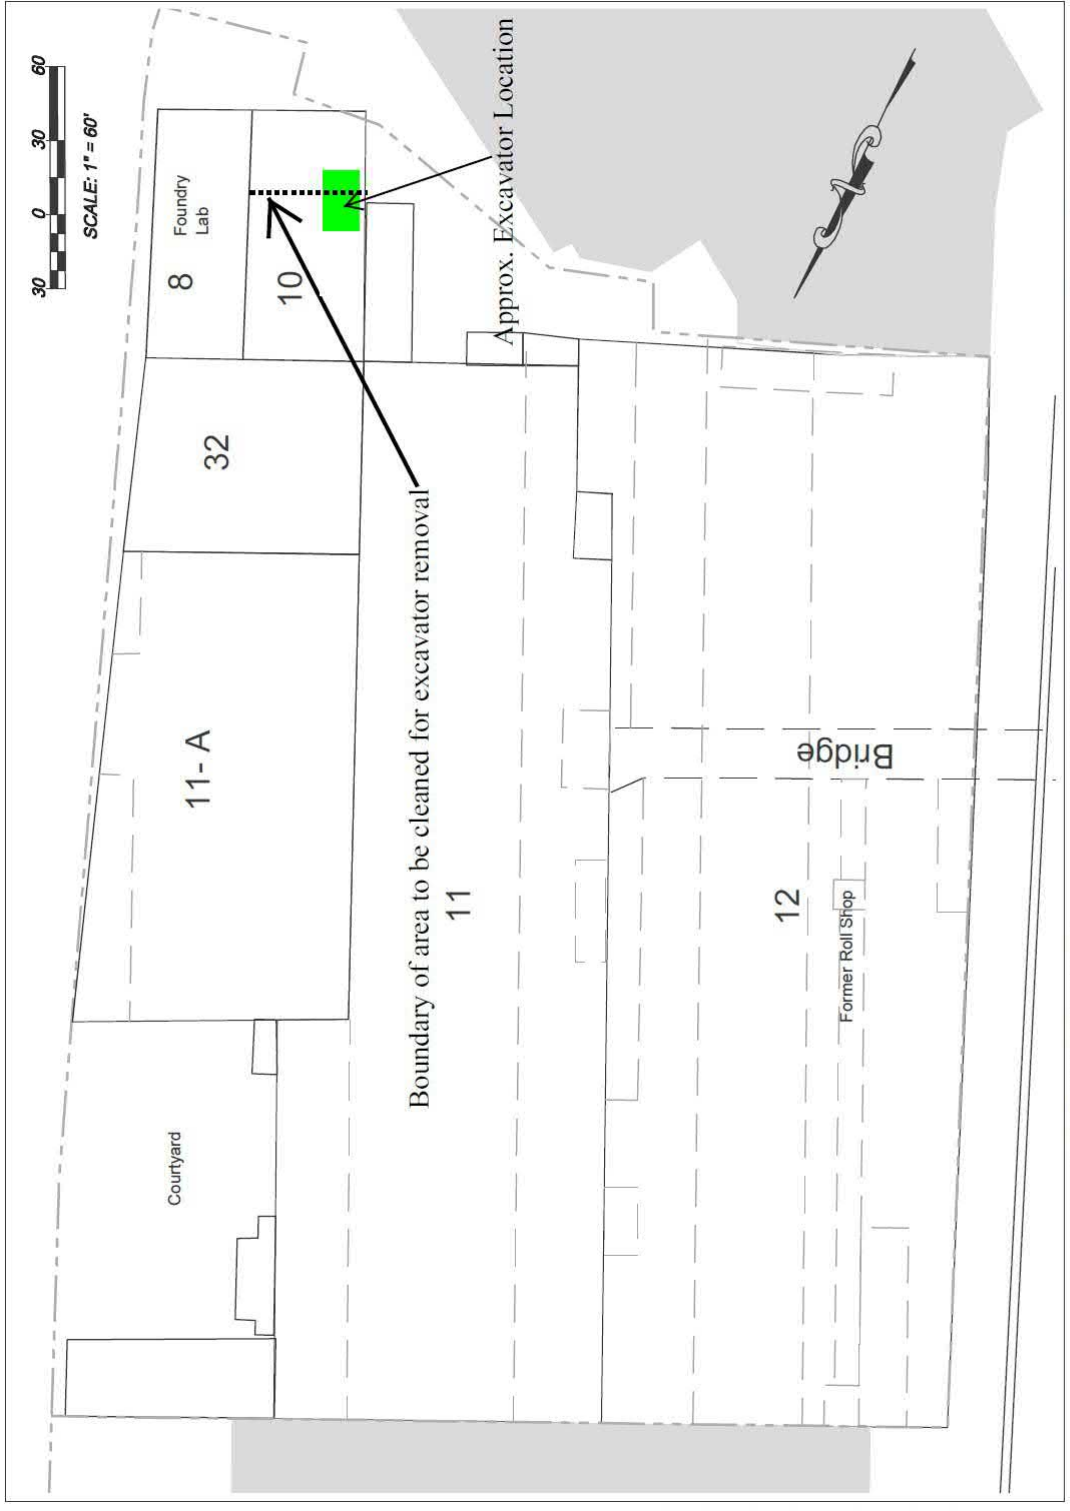 60
30
0
30
SCALE: 1" = 60'
Foundry
Lab
8
10
Approx. Excavator Location
32
11- A
Boundary of area to be cleaned for excavator removal
11
Bridge
12
Former Roll Shop
Courtyard